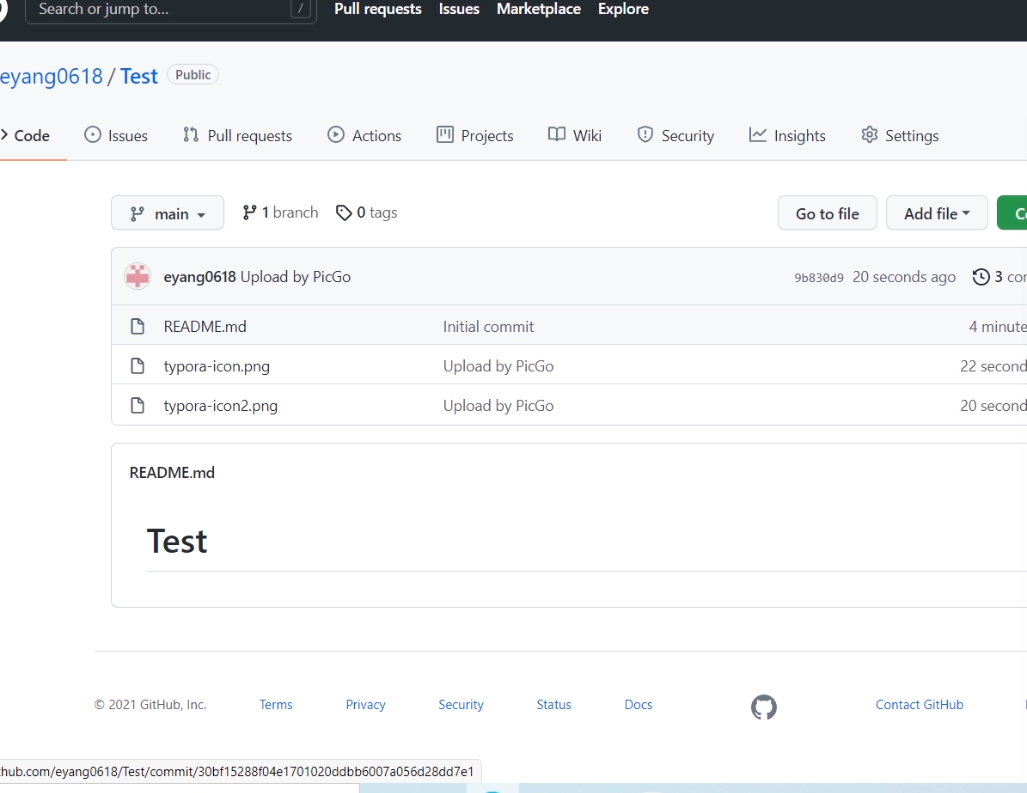 Search or jump to... /
Pull requests Issues Marketplace Explore
eyang0618 / Test Public
Code Issues Pull requests Actions Projects Wiki Security Insights Settings
main 1 branch 0 tags Go to file Add file
eyang0618 Upload by PicGo 9b830d9 20 seconds ago 3
README.md Initial commit 4
typora-icon.png Upload by PicGo 22
typora-icon2.png Upload by PicGo 20
README.md
Test
© 2021 GitHub, Inc. Terms Privacy Security Status Docs Contact GitHub
hub.com/eyang0618/Test/commit/30bf15288f04e1701020ddbb6007a056d28dd7e1